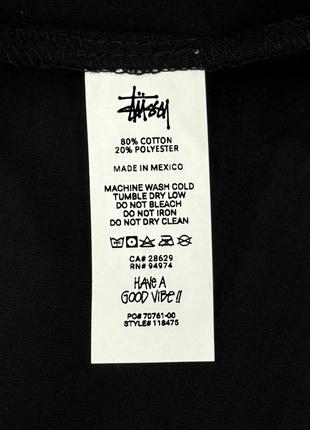 Stüssy
80% COTTON
20% POLYESTER
MADE IN MEXICO
MACHINE WASH COLD
TUMBLE DRY LOW
DO NOT BLEACH
DO NOT IRON
DO NOT DRY CLEAN
CA# 28629
RN# 94974
HAVE A
GOOD VIBE!!
PO# 70761-00
STYLE# 118475